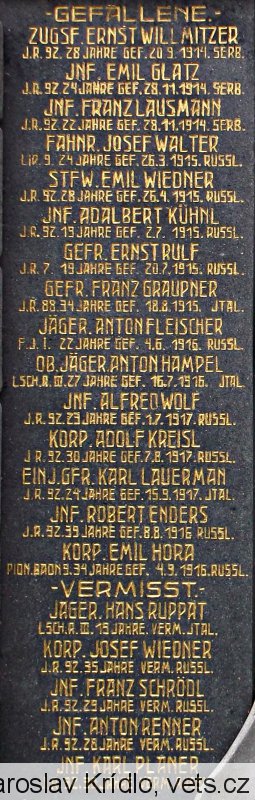 -GEFALLENE.-
ZUGSF. ERNST WILLMITZER
J.R. 92. 28 JAHRE GEF. 20.9.1914. SERB.
JNF. EMIL GLATZ
J.R. 92. 24 JAHRE GEF. 28.11.1914. SERB.
JNF. FRANZ LAUSMANN
J.R. 92. 22 JAHRE GEF. 28.11.1914. SERB.
FÄHNR. JOSEF WALTER
9. 24 JAHRE GEF. 26.3.1915. RUSSL.
STFW. EMIL WIEDNER
J.R. 92. 28 JAHRE GEF. 26.4.1915. RUSSL.
JNF. ADALBERT KÜHNL
J.R. 92. 19 JAHRE GEF. 2.7. 1915. RUSSL.
GEFR. ERNST RULF
J.R. 7. 19 JAHRE GEF. 20.7.1915. RUSSL.
GEFR. FRANZ GRAUPNER
J.R. 88. 34 JAHRE GEF. 18.8.1915. JTAL.
JÄGER. ANTON FLEISCHER
F.J. 1. 22 JAHRE GEF. 4.6. 1916. RUSSL.
OB. JÄGER. ANTON HAMPEL
LSCH.R. III. 27 JAHRE GEF. 16.7.1916. JTAL.
JNF. ALFRED WOLF
J.R. 92. 23 JAHRE GEF. 1.7.1917. RUSSL.
KORP. ADOLF KREISL
J.R. 92. 30 JAHRE GEF. 7.8.1917. RUSSL.
EINJ. GFR. KARL LAUERMAN
J.R. 92. 24 JAHRE GEF. 15.9.1917. JTAL.
JNF. ROBERT ENDERS
J.R. 92. 39 JAHRE GEF. 8.8.1916 RUSSL.
KORP. EMIL HORA
PION. BAON 9. 34 JAHRE GEF. 4.9.1916. RUSSL.
-VERMISST.-
JÄGER. HANS RUPPAT
LSCH.R. III. 19 JAHRE. VERM. JTAL.
KORP. JOSEF WIEDNER
J.R. 92. 35 JAHRE VERM. RUSSL.
JNF. FRANZ SCHRÖDL
J.R. 92. 29 JAHRE VERM. RUSSL.
JNF. ANTON RENNER
J.R. 92. 28 JAHRE VERM. RUSSL.
JNF. KARL PLANER
aroslav Křídlo, vets.cz